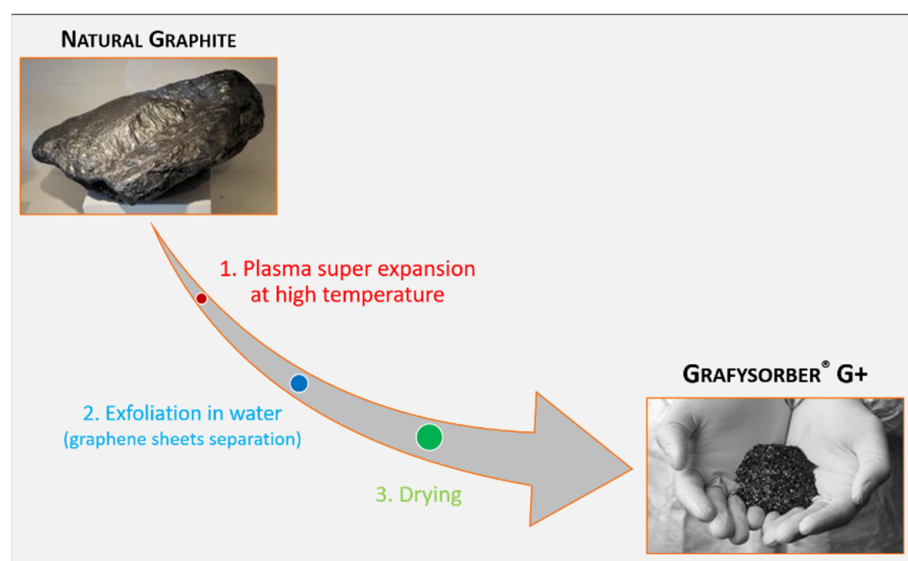 NATURAL GRAPHITE
1. Plasma super expansion
at high temperature
2. Exfoliation in water
(graphene sheets separation)
3. Drying
GRAFYSORBER® G+